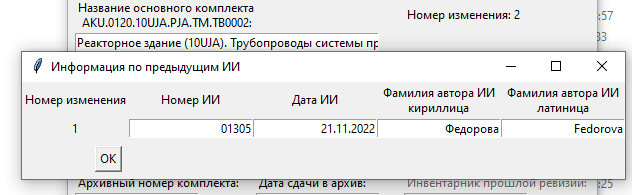 Название основного комплекта
AKU.0120.10UJA.PJA.TM.TB0002:
Номер изменения: 2
:57
Реакторное здание (10UJA). Трубопроводы системы пр
33
Информация по предыдущим ИИ
Номер изменения
Номер ИИ
Дата ИИ
Фамилия автора ИИ
кириллица
Фамилия автора ИИ
латиница
1
01305
21.11.2022
Федорова
Fedorova
ОК
Архивный номер комплекта:
Дата сдачи в архив:
Инвентарник прошлой ревизии:
:25